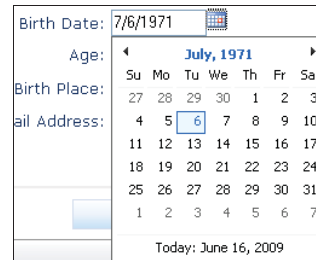 Birth Date: 7/6/1971
Age:
Birth Place:
ail Address:
July, 1971
Su Mo Tu We Th Fr Sa
27 28 29 30 1 2 3
4 5 6 7 8 9 10
11 12 13 14 15 16 17
18 19 20 21 22 23 24
25 26 27 28 29 30 31
1 2 3 4 5 6 7
Today: June 16, 2009